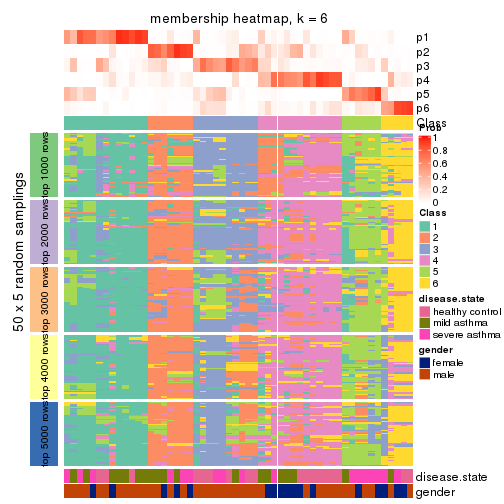 membership heatmap, k = 6
p1
p2
p3
p4
p5
p6
Class
Prob
1
0.8
0.6
0.4
0.2
0
Class
1
2
3
4
5
6
disease.state
healthy control
mild asthma
severe asthma
gender
female
male
50 x 5 random samplings
top 1000 rows
top 2000 rows
top 3000 rows
top 4000 rows
top 5000 rows
disease.state
gender